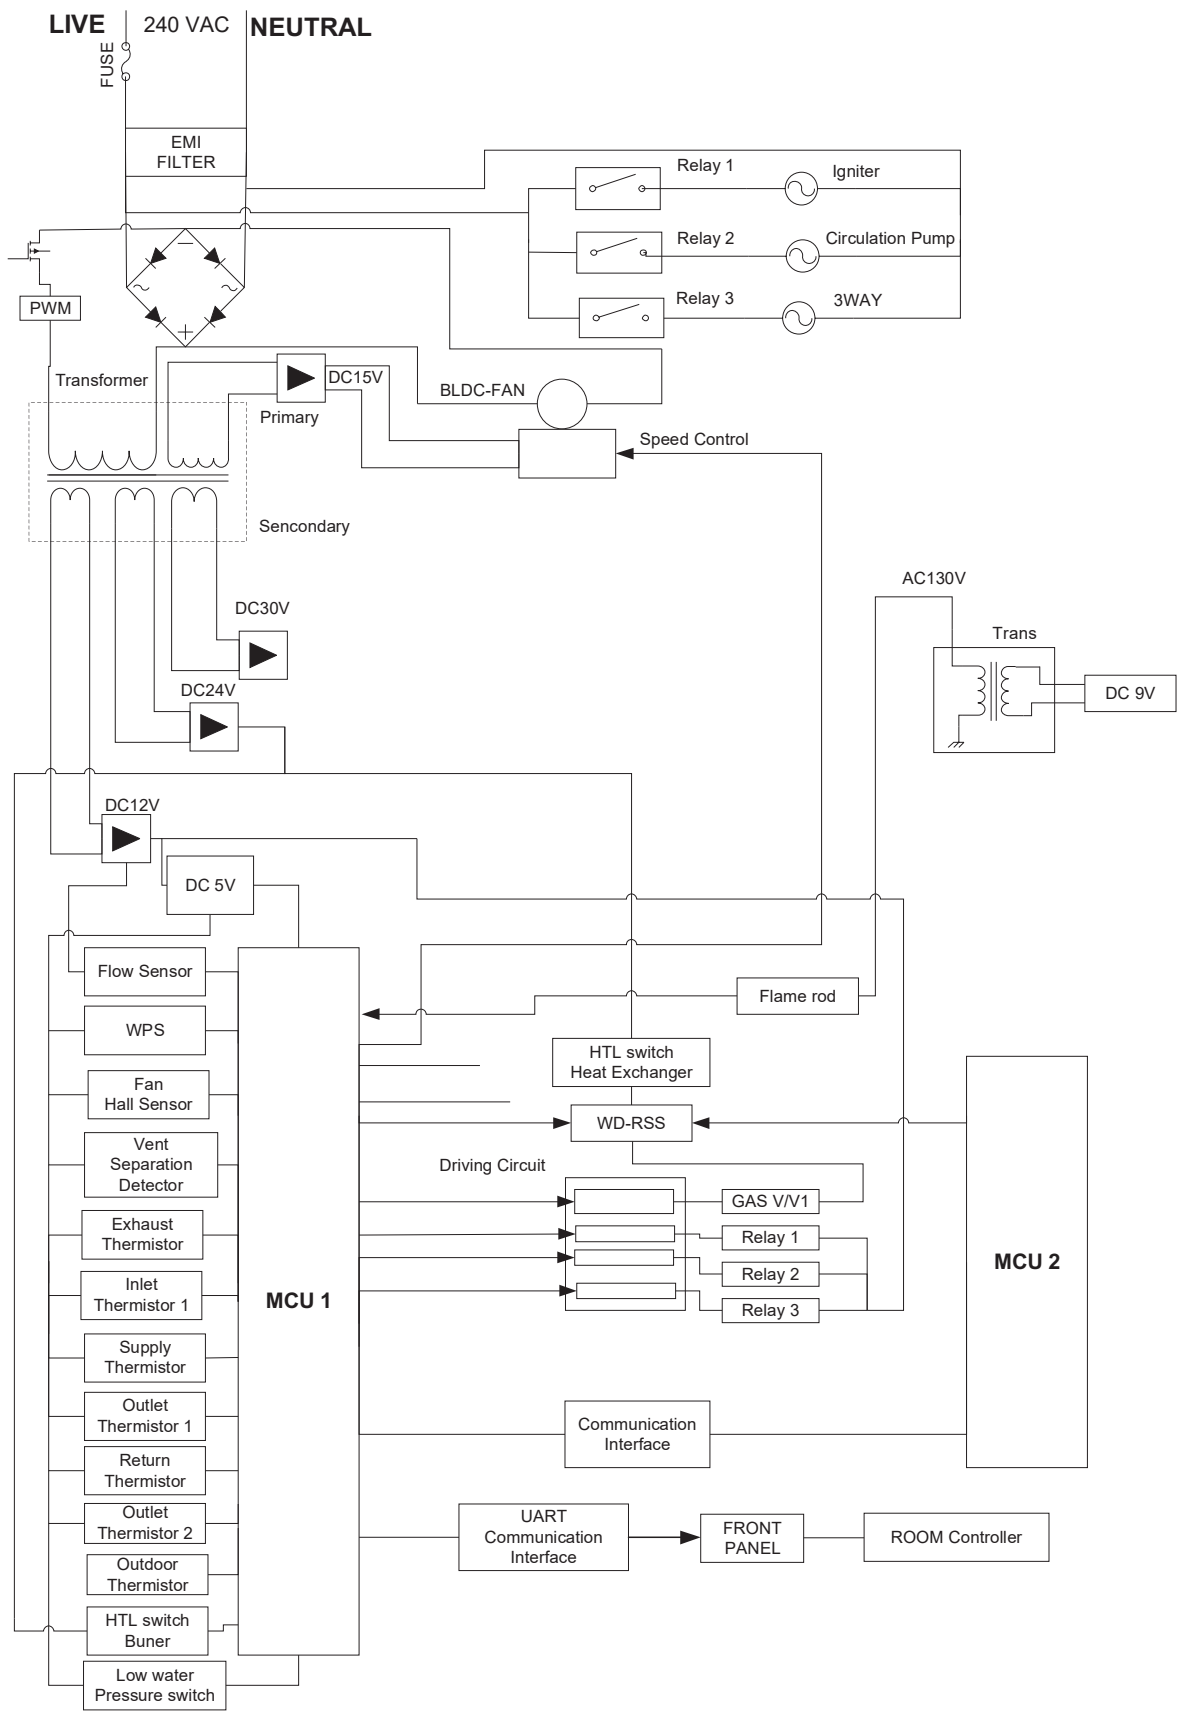 LIVE 240 VAC NEUTRAL
FUSE
EMI
FILTER
Relay 1
Igniter
Relay 2
Circulation Pump
Relay 3
3WAY
PWM
Transformer
DC15V
Primary
BLDC-FAN
Speed Control
Sencondary
DC30V
AC130V
Trans
DC 9V
DC24V
DC12V
DC 5V
Flow Sensor
WPS
Fan
Hall Sensor
Vent
Separation
Detector
Exhaust
Thermistor
Inlet
Thermistor 1
Supply
Thermistor
Outlet
Thermistor 1
Return
Thermistor
Outlet
Thermistor 2
Outdoor
Thermistor
HTL switch
Buner
Low water
Pressure switch
MCU 1
Flame rod
HTL switch
Heat Exchanger
WD-RSS
Driving Circuit
GAS V/V1
Relay 1
Relay 2
Relay 3
MCU 2
Communication
Interface
UART
Communication
Interface
FRONT
PANEL
ROOM Controller